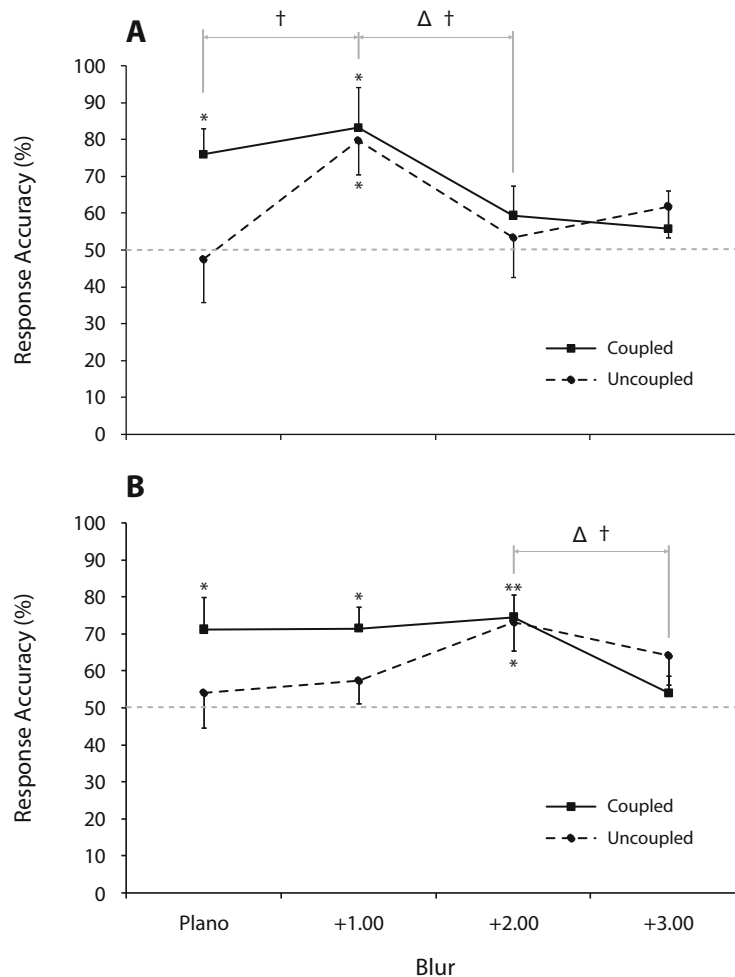 A
† Δ †
100
90
80
70
60
50
40
30
20
10
0
Response Accuracy (%)
* * *
Coupled
Uncoupled
B
Δ †
100
90
80
70
60
50
40
30
20
10
0
Response Accuracy (%)
* * ** *
Coupled
Uncoupled
Plano +1.00 +2.00 +3.00
Blur